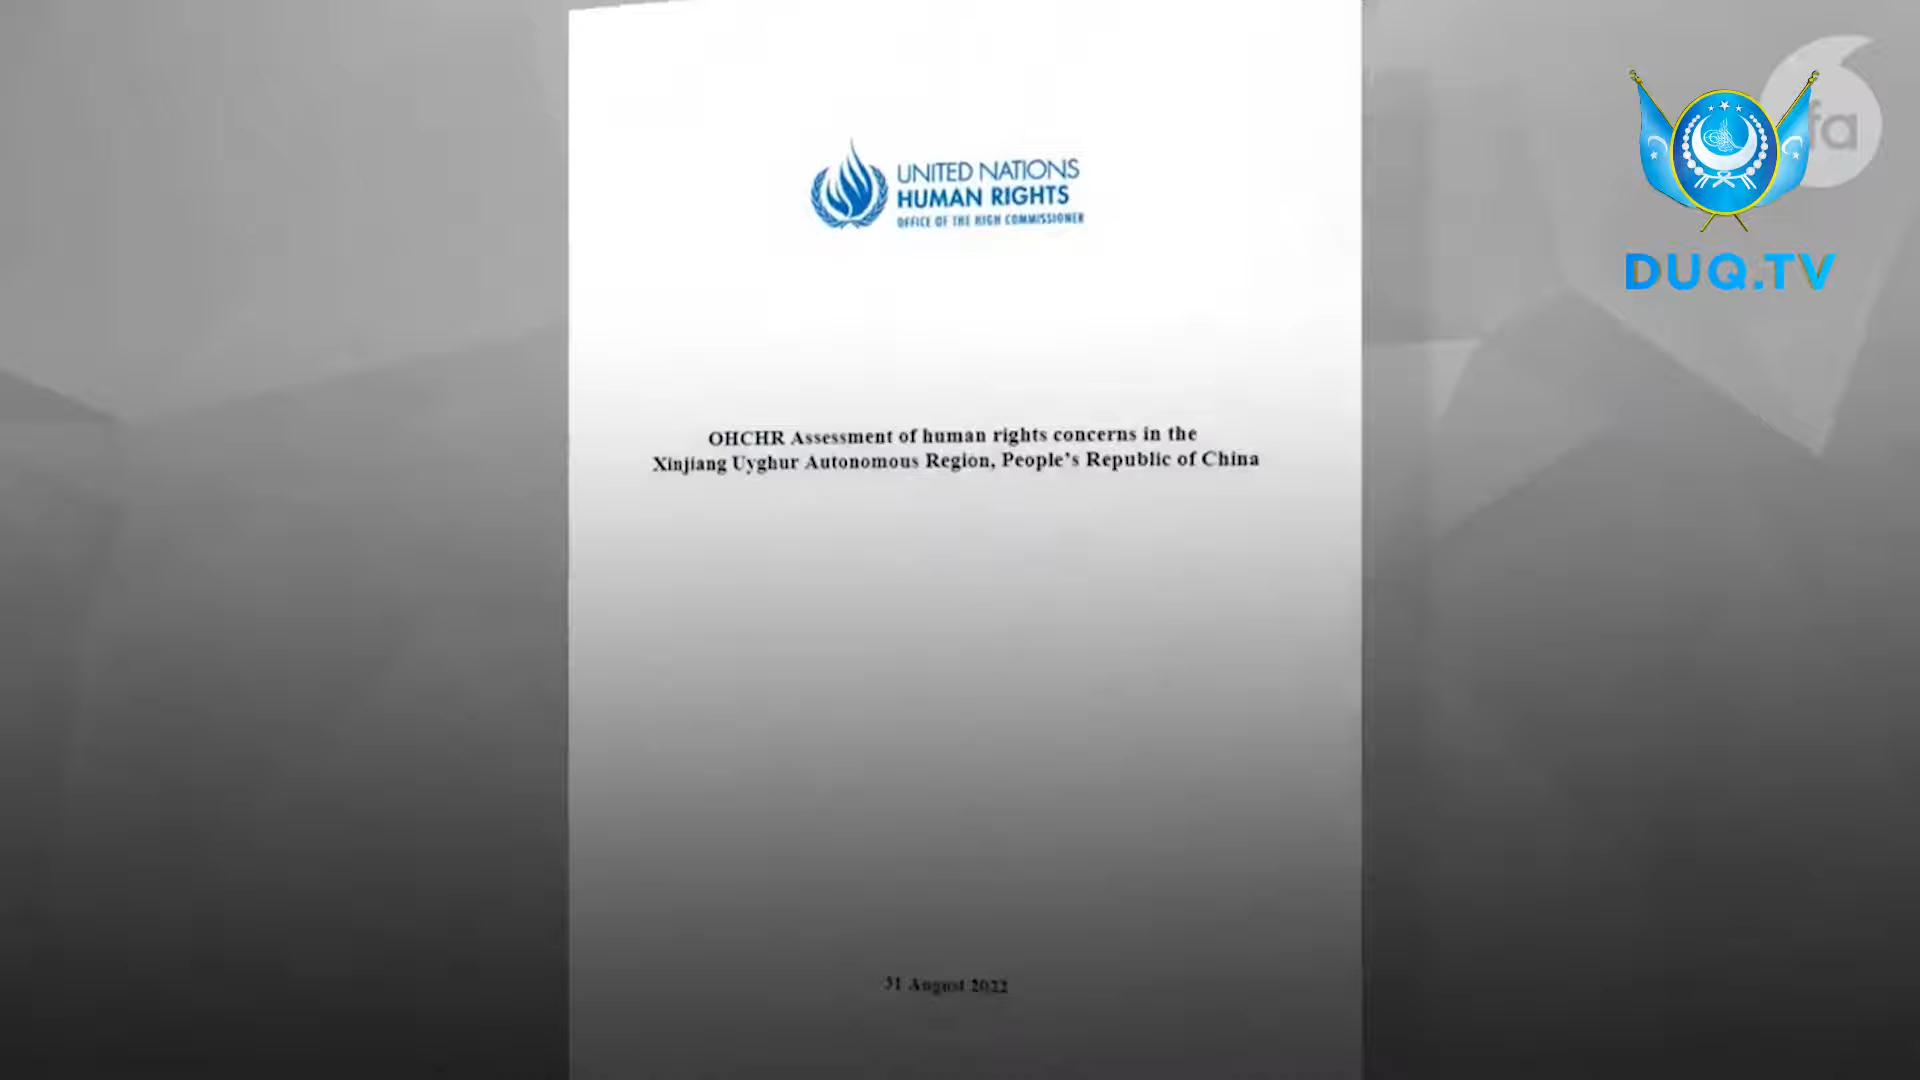 UNITED NATIONS
HUMAN RIGHTS
OFFICE OF THE HIGH COMMISSIONER
fa
DUQ.TV
OHCHR Assessment of human rights concerns in the
Xinjiang Uyghur Autonomous Region, People's Republic of China
31 August 2022